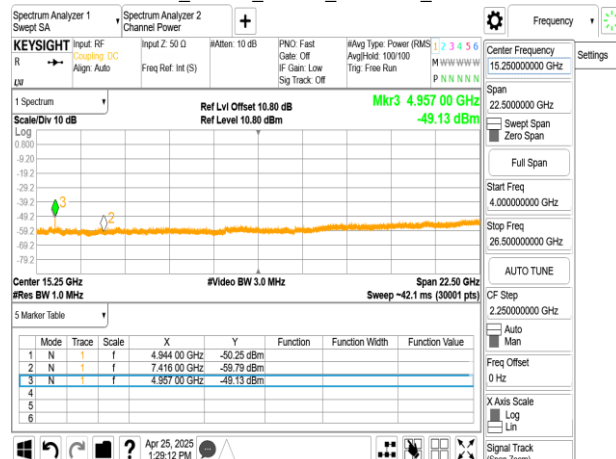 Spectrum Analyzer 1
Swept SA
Spectrum Analyzer 2
Channel Power
+
Frequency
Settings
KEYSIGHT
R
LXI
Input: RF
Coupling: DC
Align: Auto
Input Z: 50 Ω
Freq Ref: Int (S)
#Atten: 10 dB
PNO: Fast
Gate: Off
IF Gain: Low
Sig Track: Off
#Avg Type: Power (RMS
Avg|Hold: 100/100
Trig: Free Run
1 2 3 4 5 6
M W W W W W
P N N N N N
1 Spectrum
Scale/Div 10 dB
Ref Lvl Offset 10.80 dB
Ref Level 10.80 dBm
Mkr3 4.957 00 GHz
-49.13 dBm
Log
0.800
-9.20
-19.2
-29.2
-39.2
-49.2
-59.2
-69.2
-79.2
3
2
Center 15.25 GHz
#Res BW 1.0 MHz
#Video BW 3.0 MHz
Span 22.50 GHz
Sweep ~42.1 ms (30001 pts)
5 Marker Table
Mode Trace Scale X Y Function Function Width Function Value
1 N 1 f 4.944 00 GHz -50.25 dBm
2 N 1 f 7.416 00 GHz -59.79 dBm
3 N 1 f 4.957 00 GHz -49.13 dBm
4
5
6
?
Apr 25, 2025
1:29:12 PM
Center Frequency
15.250000000 GHz
Span
22.5000000 GHz
Swept Span
Zero Span
Full Span
Start Freq
4.000000000 GHz
Stop Freq
26.500000000 GHz
AUTO TUNE
CF Step
2.250000000 GHz
Auto
Man
Freq Offset
0 Hz
X Axis Scale
Log
Lin
Signal Track
(Span Zoom)